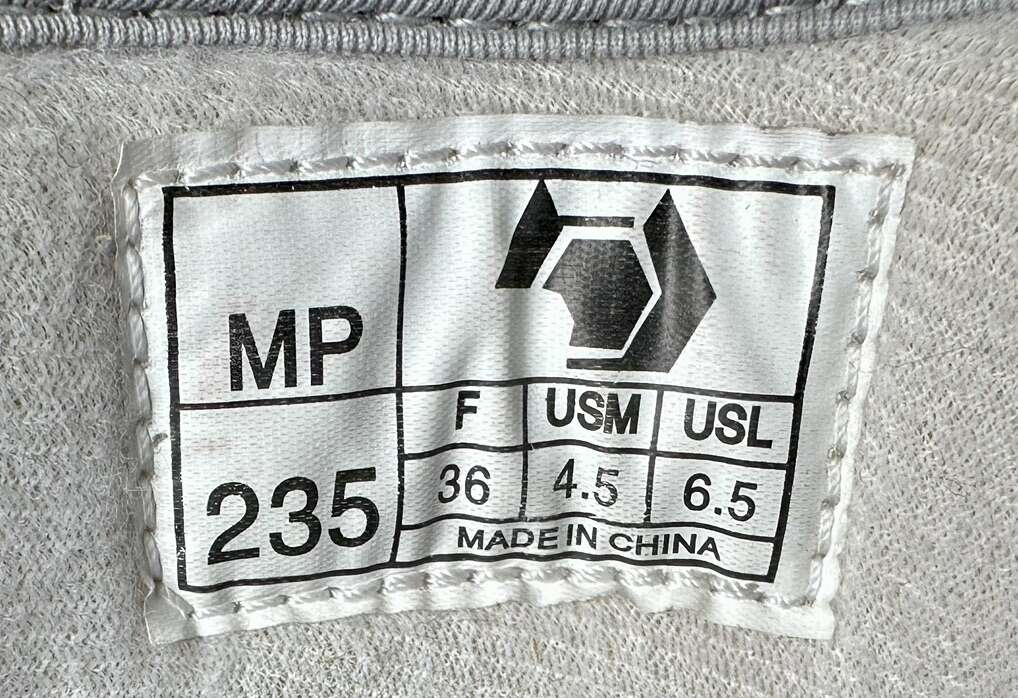 MP
235
F USM USL
36 4.5 6.5
MADE IN CHINA